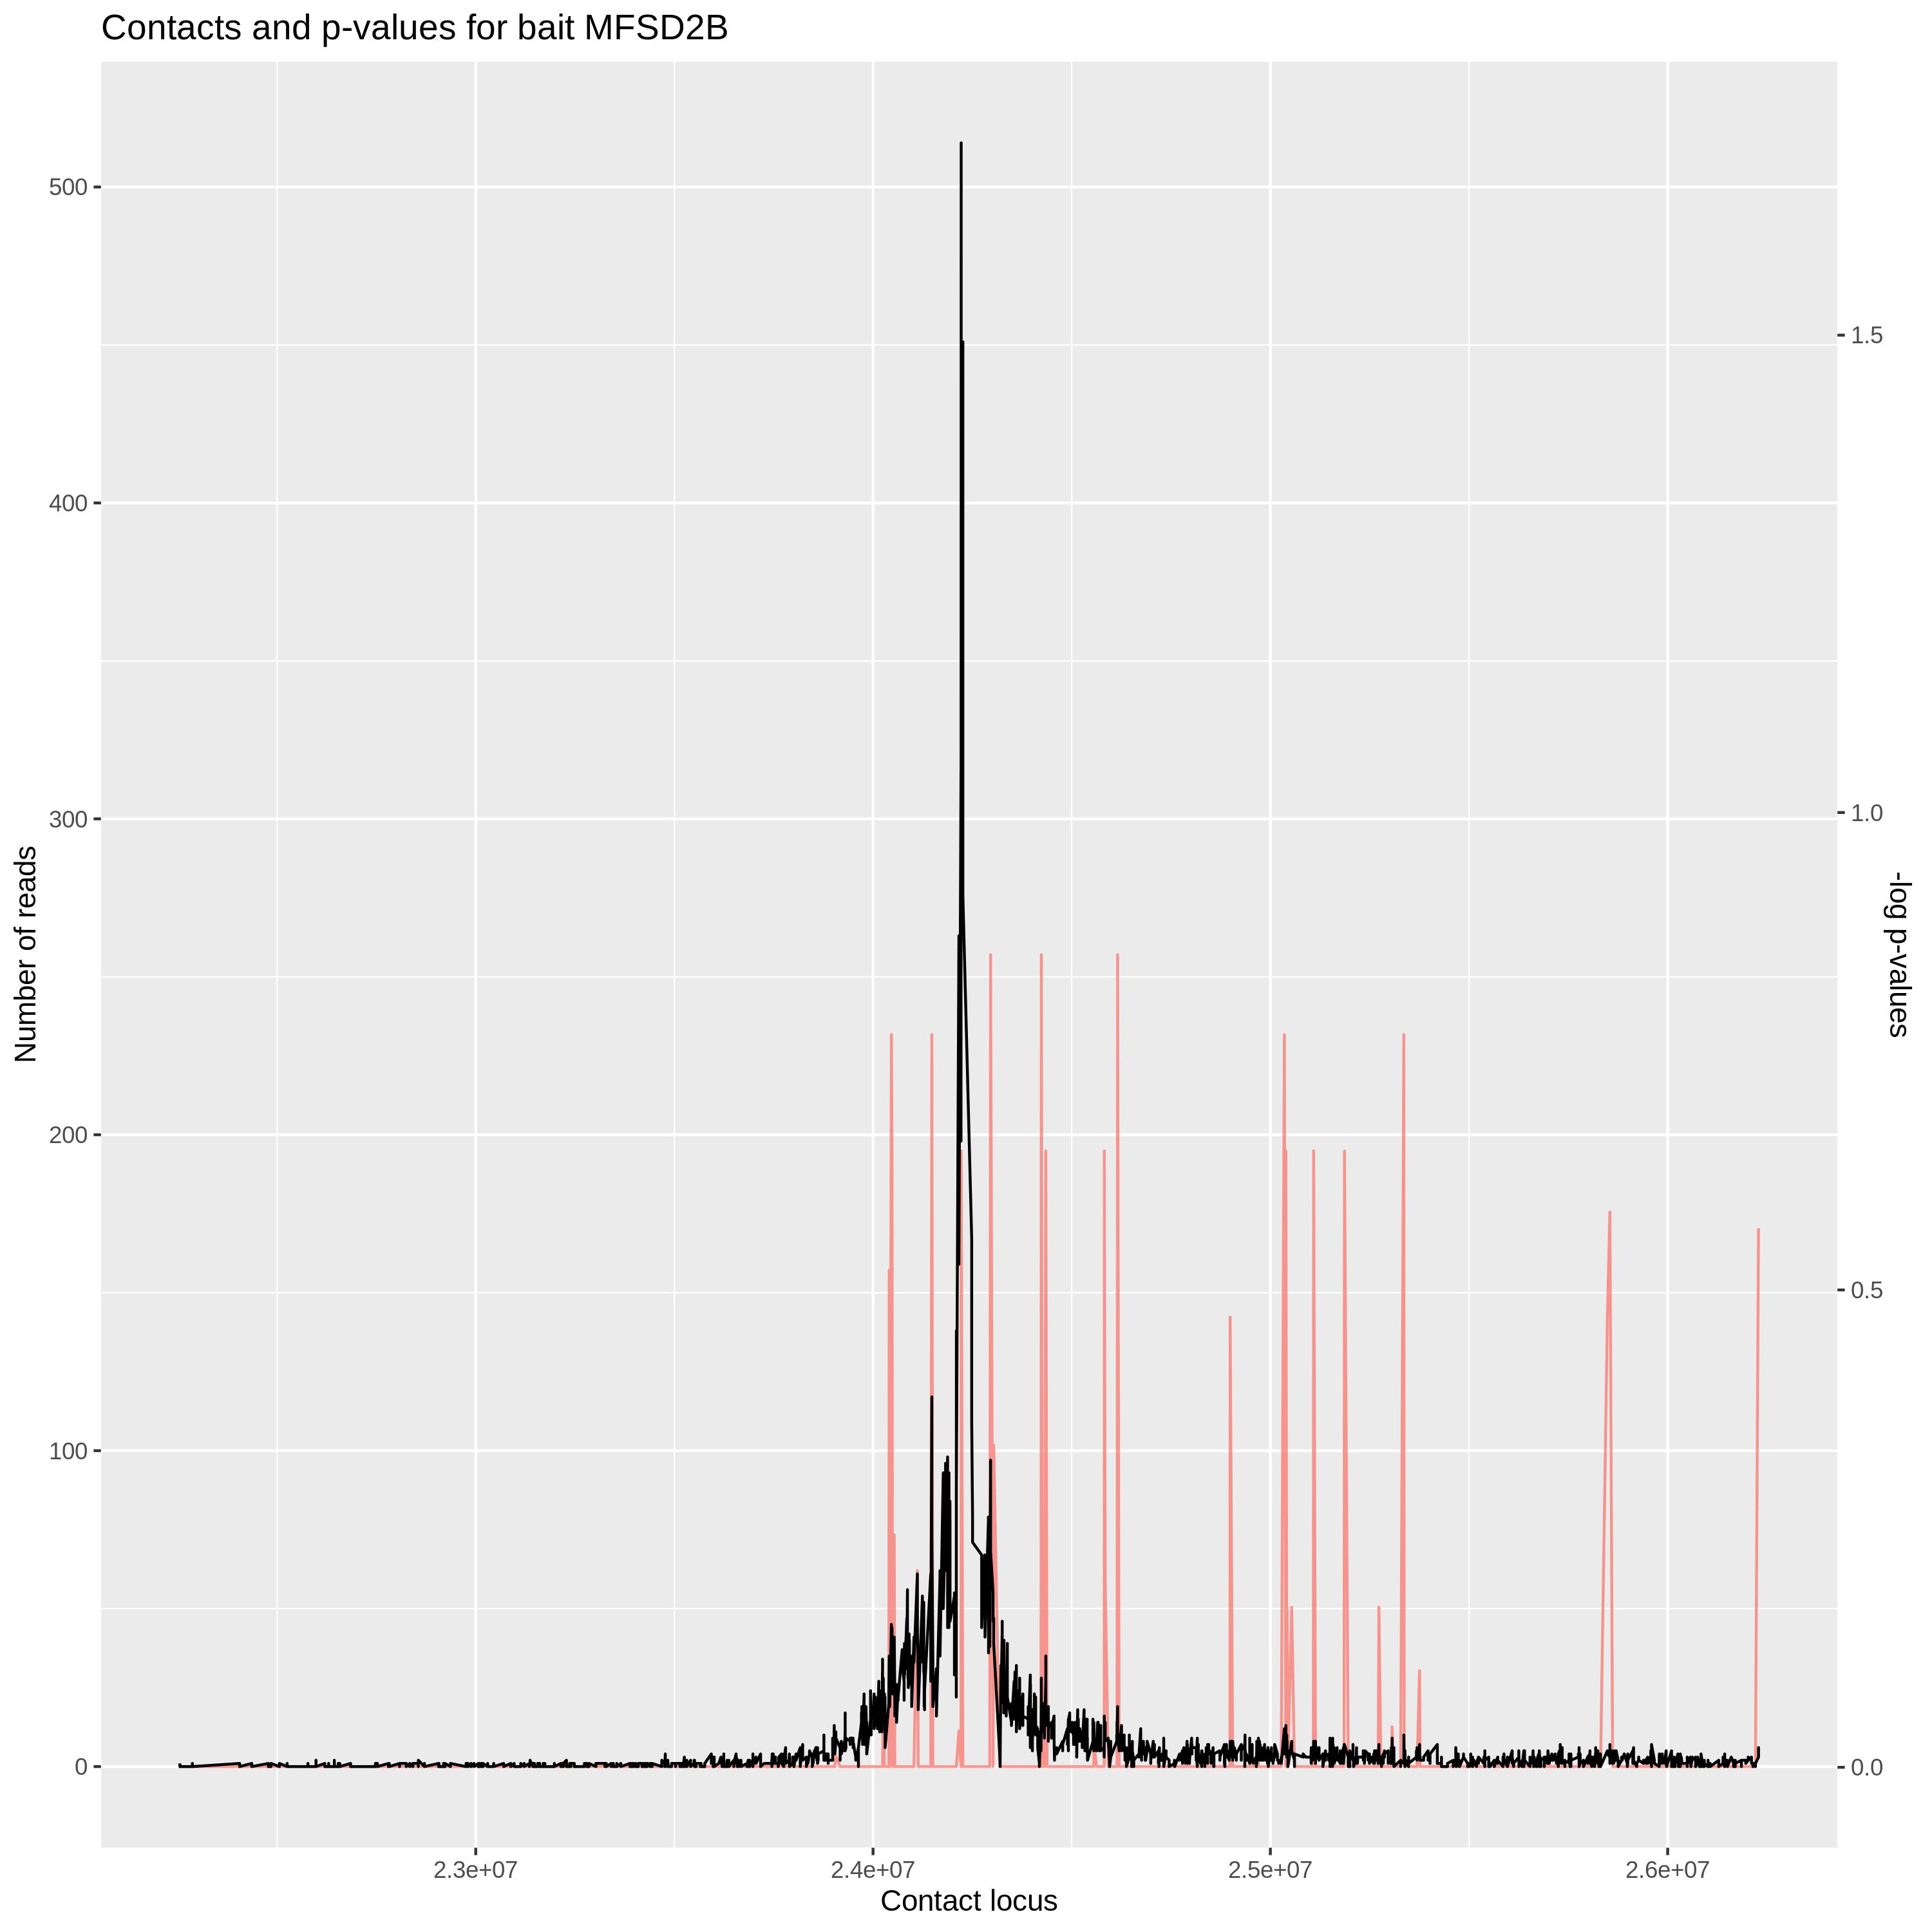 Contacts and p-values for bait MFSD2B
Number of reads
500
400
300
200
100
0
1.5
1.0
0.5
0.0
-log p-values
2.3e+07
2.4e+07
2.5e+07
2.6e+07
Contact locus